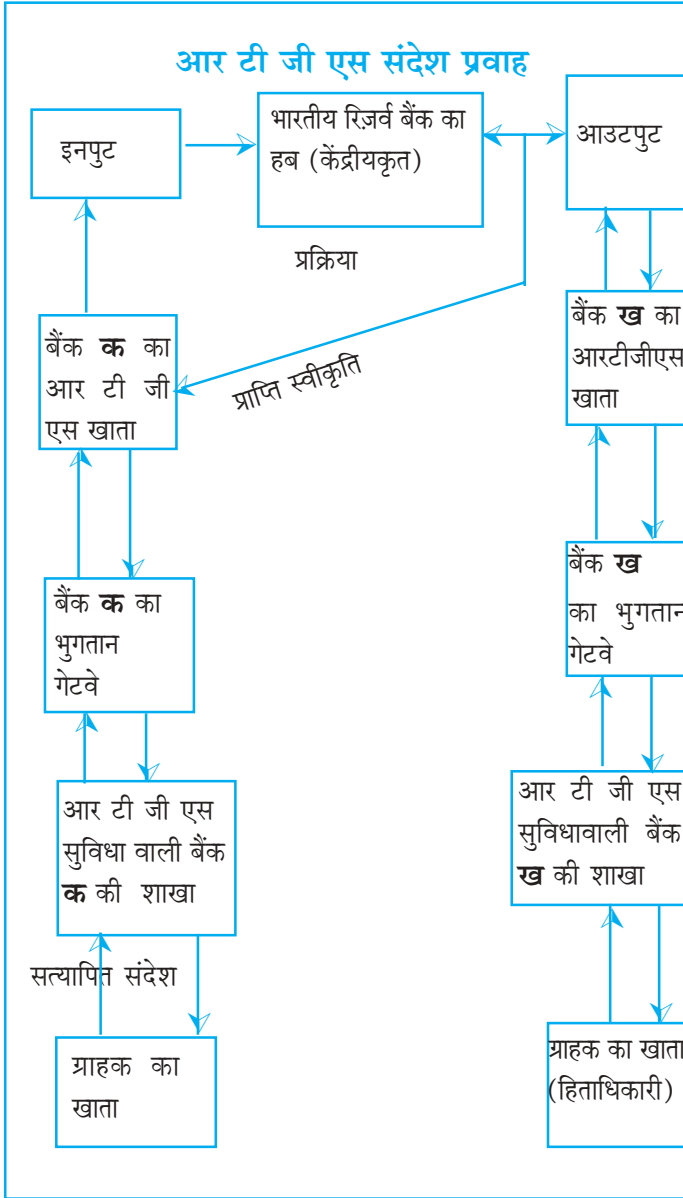 आर टी जी एस संदेश प्रवाह
इनपुट
भारतीय रिज़र्व बैंक का
हब (केंद्रीयकृत)
आउटपुट
प्रक्रिया
प्राप्ति स्वीकृति
बैंक क का
आर टी जी
एस खाता
बैंक ख का
आरटीजीएस
खाता
बैंक क का
भुगतान
गेटवे
बैंक ख
का भुगतान
गेटवे
आर टी जी एस
सुविधा वाली बैंक
क की शाखा
आर टी जी एस
सुविधावाली बैंक
ख की शाखा
सत्यापित संदेश
ग्राहक का
खाता
ग्राहक का खाता
(हिताधिकारी)